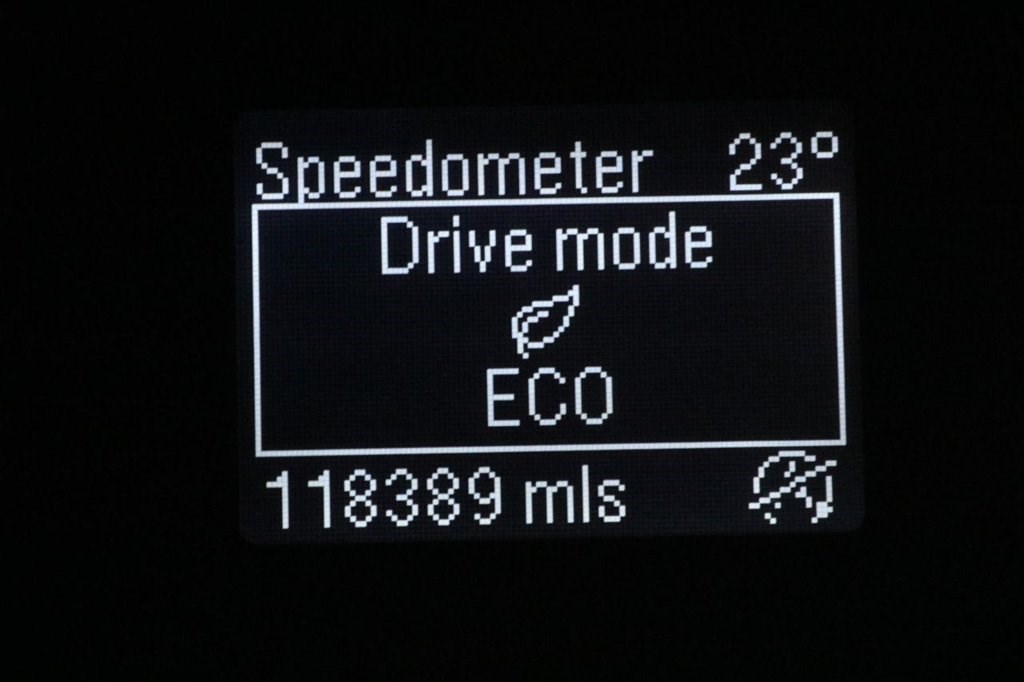 Speedometer 23°
Drive mode
ECO
118389 mls